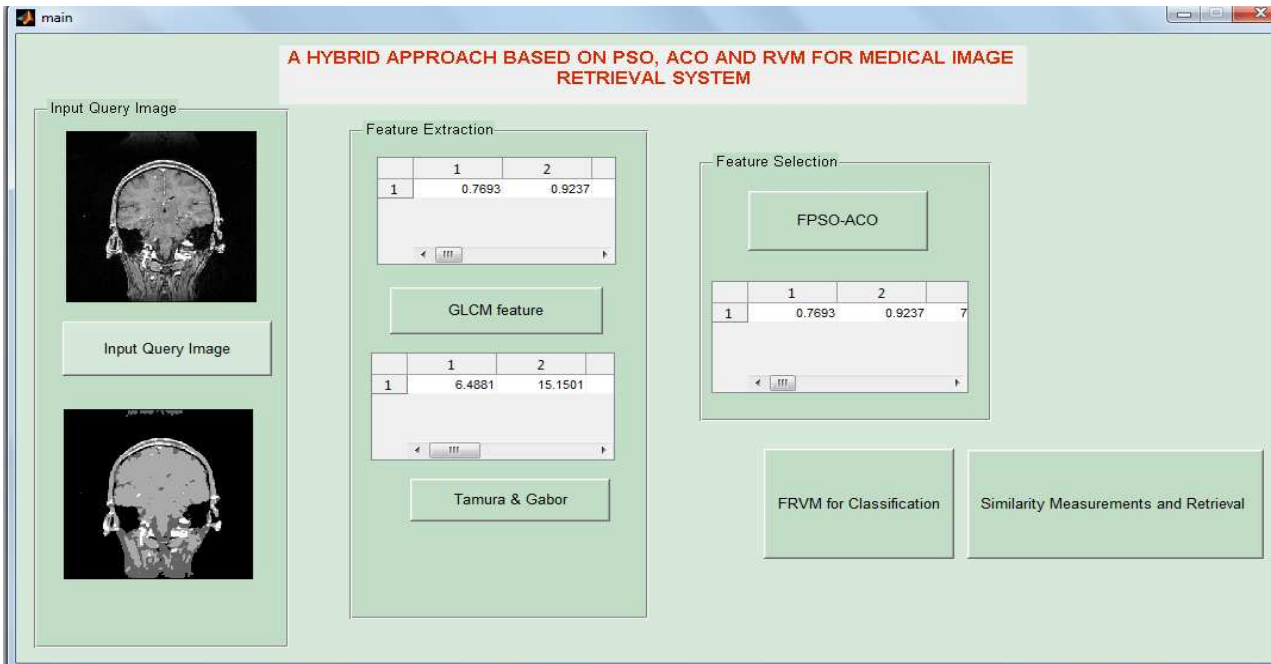 main
A HYBRID APPROACH BASED ON PSO, ACO AND RVM FOR MEDICAL IMAGE
RETRIEVAL SYSTEM
Input Query Image
Input Query Image
Feature Extraction
1 2
1 0.7693 0.9237
GLCM feature
1 2
1 6.4881 15.1501
Tamura & Gabor
Feature Selection
FPSO-ACO
1 2
1 0.7693 0.9237 7
FRVM for Classification
Similarity Measurements and Retrieval